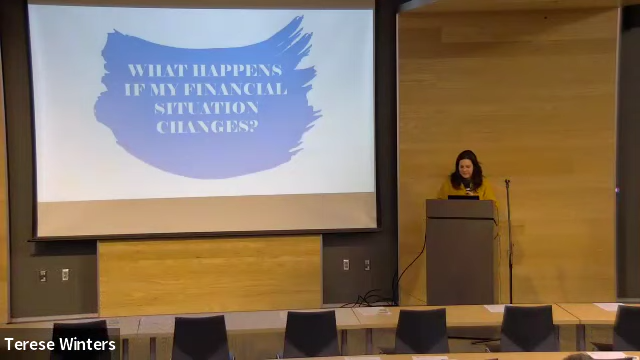 WHAT HAPPENS
IF MY FINANCIAL
SITUATION
CHANGES?
Terese Winters